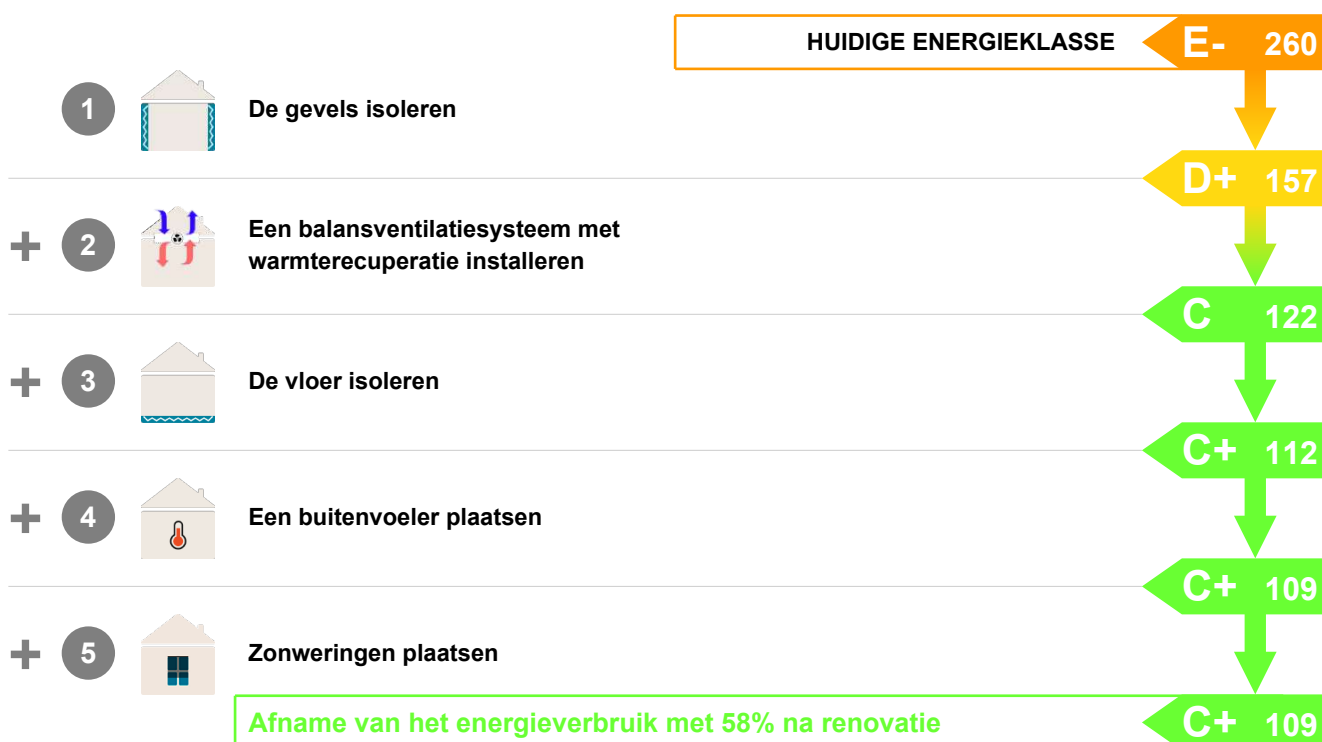 HUIDIGE ENERGIEKLASSE E- 260
1 De gevels isoleren
D+ 157
+ 2 Een balansventilatiesysteem met
warmterecuperatie installeren
C 122
+ 3 De vloer isoleren
C+ 112
+ 4 Een buitenvoeler plaatsen
C+ 109
+ 5 Zonweringen plaatsen
Afname van het energieverbruik met 58% na renovatie C+ 109